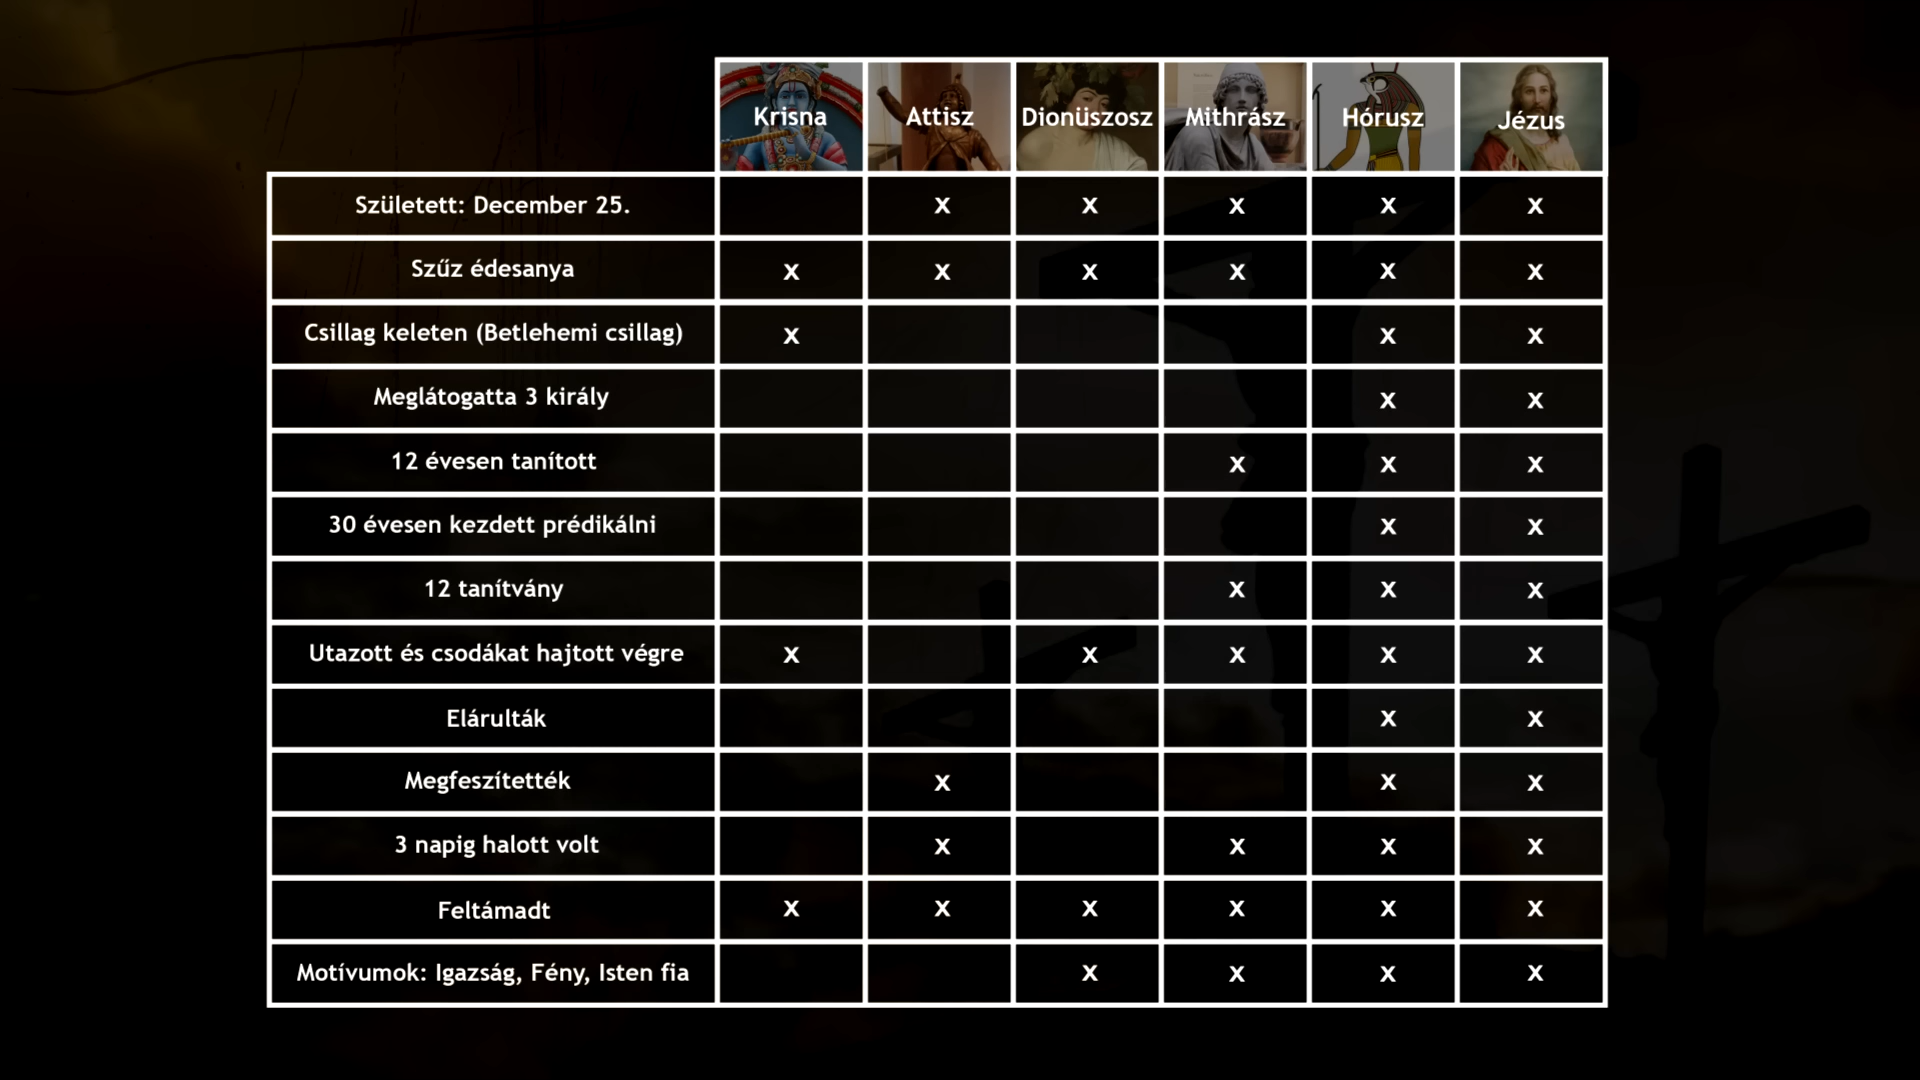 Krisna Attisz Dionüszosz Mithrász Hórusz Jézus
Született: December 25. x x x x x
Szűz édesanya x x x x x x
Csillag keleten (Betlehemi csillag) x x x
Meglátogatta 3 király x x
12 évesen tanított x x x
30 évesen kezdett prédikálni x x
12 tanítvány x x x
Utazott és csodákat hajtott végre x x x x x
Elárulták x x
Megfeszítették x x x
3 napig halott volt x x x x
Feltámadt x x x x x x
Motívumok: Igazság, Fény, Isten fia x x x x